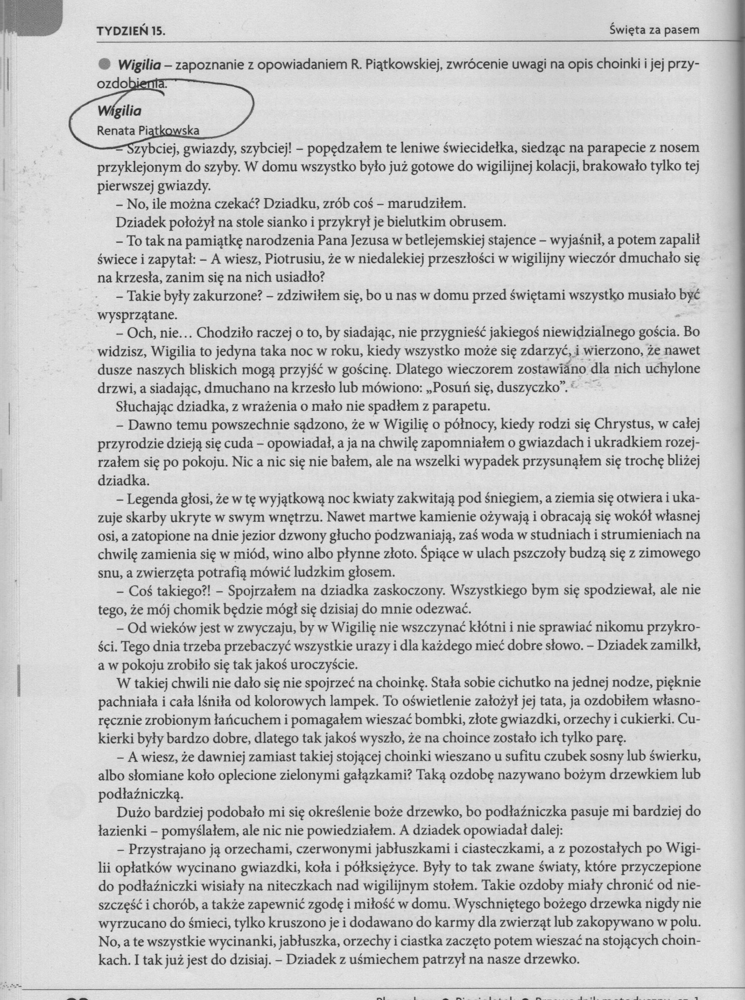 TYDZIEŃ 15.
Święta za pasem
Wigilia – zapoznanie z opowiadaniem R. Piątkowskiej, zwrócenie uwagi na opis choinki i jej przy-
ozdobienia.
Wigilia
Renata Piątkowska
– Szybciej, gwiazdy, szybciej! – popędzałem te leniwe świecidełka, siedząc na parapecie z nosem
przyklejonym do szyby. W domu wszystko było już gotowe do wigilijnej kolacji, brakowało tylko tej
pierwszej gwiazdy.
– No, ile można czekać? Dziadku, zrób coś – marudziłem.
Dziadek położył na stole sianko i przykrył je bielutkim obrusem.
– To tak na pamiątkę narodzenia Pana Jezusa w betlejemskiej stajence – wyjaśnił, a potem zapalił
świece i zapytał: – A wiesz, Piotrusiu, że w niedalekiej przeszłości w wigilijny wieczór dmuchało się
na krzesła, zanim się na nich usiadło?
– Takie były zakurzone? – zdziwiłem się, bo u nas w domu przed świętami wszystko musiało być
wysprzątane.
– Och, nie… Chodziło raczej o to, by siadając, nie przygnieść jakiegoś niewidzialnego gościa. Bo
widzisz, Wigilia to jedyna taka noc w roku, kiedy wszystko może się zdarzyć, i wierzono, że nawet
dusze naszych bliskich mogą przyjść w gościnę. Dlatego wieczorem zostawiano dla nich uchylone
drzwi, a siadając, dmuchano na krzesło lub mówiono: „Posuń się, duszyczko”.
Słuchając dziadka, z wrażenia o mało nie spadłem z parapetu.
– Dawno temu powszechnie sądzono, że w Wigilię o północy, kiedy rodzi się Chrystus, w całej
przyrodzie dzieją się cuda – opowiadał, a ja na chwilę zapomniałem o gwiazdach i ukradkiem rozej-
rzałem się po pokoju. Nic a nic się nie bałem, ale na wszelki wypadek przysunąłem się trochę bliżej
dziadka.
– Legenda głosi, że w tę wyjątkową noc kwiaty zakwitają pod śniegiem, a ziemia się otwiera i uka-
zuje skarby ukryte w swym wnętrzu. Nawet martwe kamienie ożywają i obracają się wokół własnej
osi, a zatopione na dnie jezior dzwony głucho podzwaniają, zaś woda w studniach i strumieniach na
chwilę zamienia się w miód, wino albo płynne złoto. Śpiące w ulach pszczoły budzą się z zimowego
snu, a zwierzęta potrafią mówić ludzkim głosem.
– Coś takiego?! – Spojrzałem na dziadka zaskoczony. Wszystkiego bym się spodziewał, ale nie
tego, że mój chomik będzie mógł się dzisiaj do mnie odezwać.
– Od wieków jest w zwyczaju, by w Wigilię nie wszczynać kłótni i nie sprawiać nikomu przykro-
ści. Tego dnia trzeba przebaczyć wszystkie urazy i dla każdego mieć dobre słowo. – Dziadek zamilkł,
a w pokoju zrobiło się tak jakoś uroczyście.
W takiej chwili nie dało się nie spojrzeć na choinkę. Stała sobie cichutko na jednej nodze, pięknie
pachniała i cała lśniła od kolorowych lampek. To oświetlenie założył jej tata, ja ozdobiłem własno-
ręcznie zrobionym łańcuchem i pomagałem wieszać bombki, złote gwiazdki, orzechy i cukierki. Cu-
kierki były bardzo dobre, dlatego tak jakoś wyszło, że na choince zostało ich tylko parę.
– A wiesz, że dawniej zamiast takiej stojącej choinki wieszano u sufitu czubek sosny lub świerku,
albo słomiane koło oplecione zielonymi gałązkami? Taką ozdobę nazywano bożym drzewkiem lub
podłaźniczką.
Dużo bardziej podobało mi się określenie boże drzewko, bo podłaźniczka pasuje mi bardziej do
łazienki – pomyślałem, ale nic nie powiedziałem. A dziadek opowiadał dalej:
– Przystrajano ją orzechami, czerwonymi jabłuszkami i ciasteczkami, a z pozostałych po Wigi-
lii opłatków wycinano gwiazdki, koła i półksiężyce. Były to tak zwane światy, które przyczepione
do podłaźniczki wisiały na niteczkach nad wigilijnym stołem. Takie ozdoby miały chronić od nie-
szczęść i chorób, a także zapewnić zgodę i miłość w domu. Wyschniętego bożego drzewka nigdy nie
wyrzucano do śmieci, tylko kruszono je i dodawano do karmy dla zwierząt lub zakopywano w polu.
No, a te wszystkie wycinanki, jabłuszka, orzechy i ciastka zaczęto potem wieszać na stojących choin-
kach. I tak już jest do dzisiaj. – Dziadek z uśmiechem patrzył na nasze drzewko.